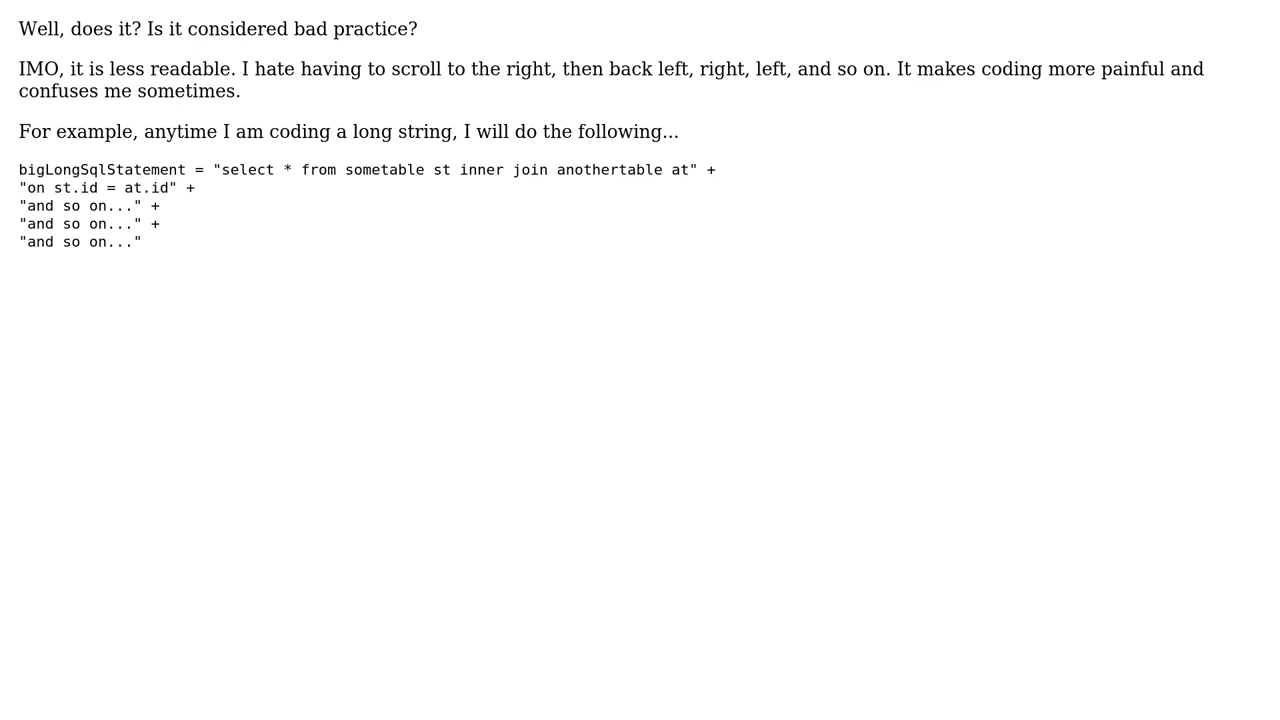 Well, does it? Is it considered bad practice?
IMO, it is less readable. I hate having to scroll to the right, then back left, right, left, and so on. It makes coding more painful and
confuses me sometimes.
For example, anytime I am coding a long string, I will do the following...
bigLongSqlStatement = "select * from sometable st inner join anothertable at" +
"on st.id = at.id" +
"and so on..." +
"and so on..." +
"and so on..."